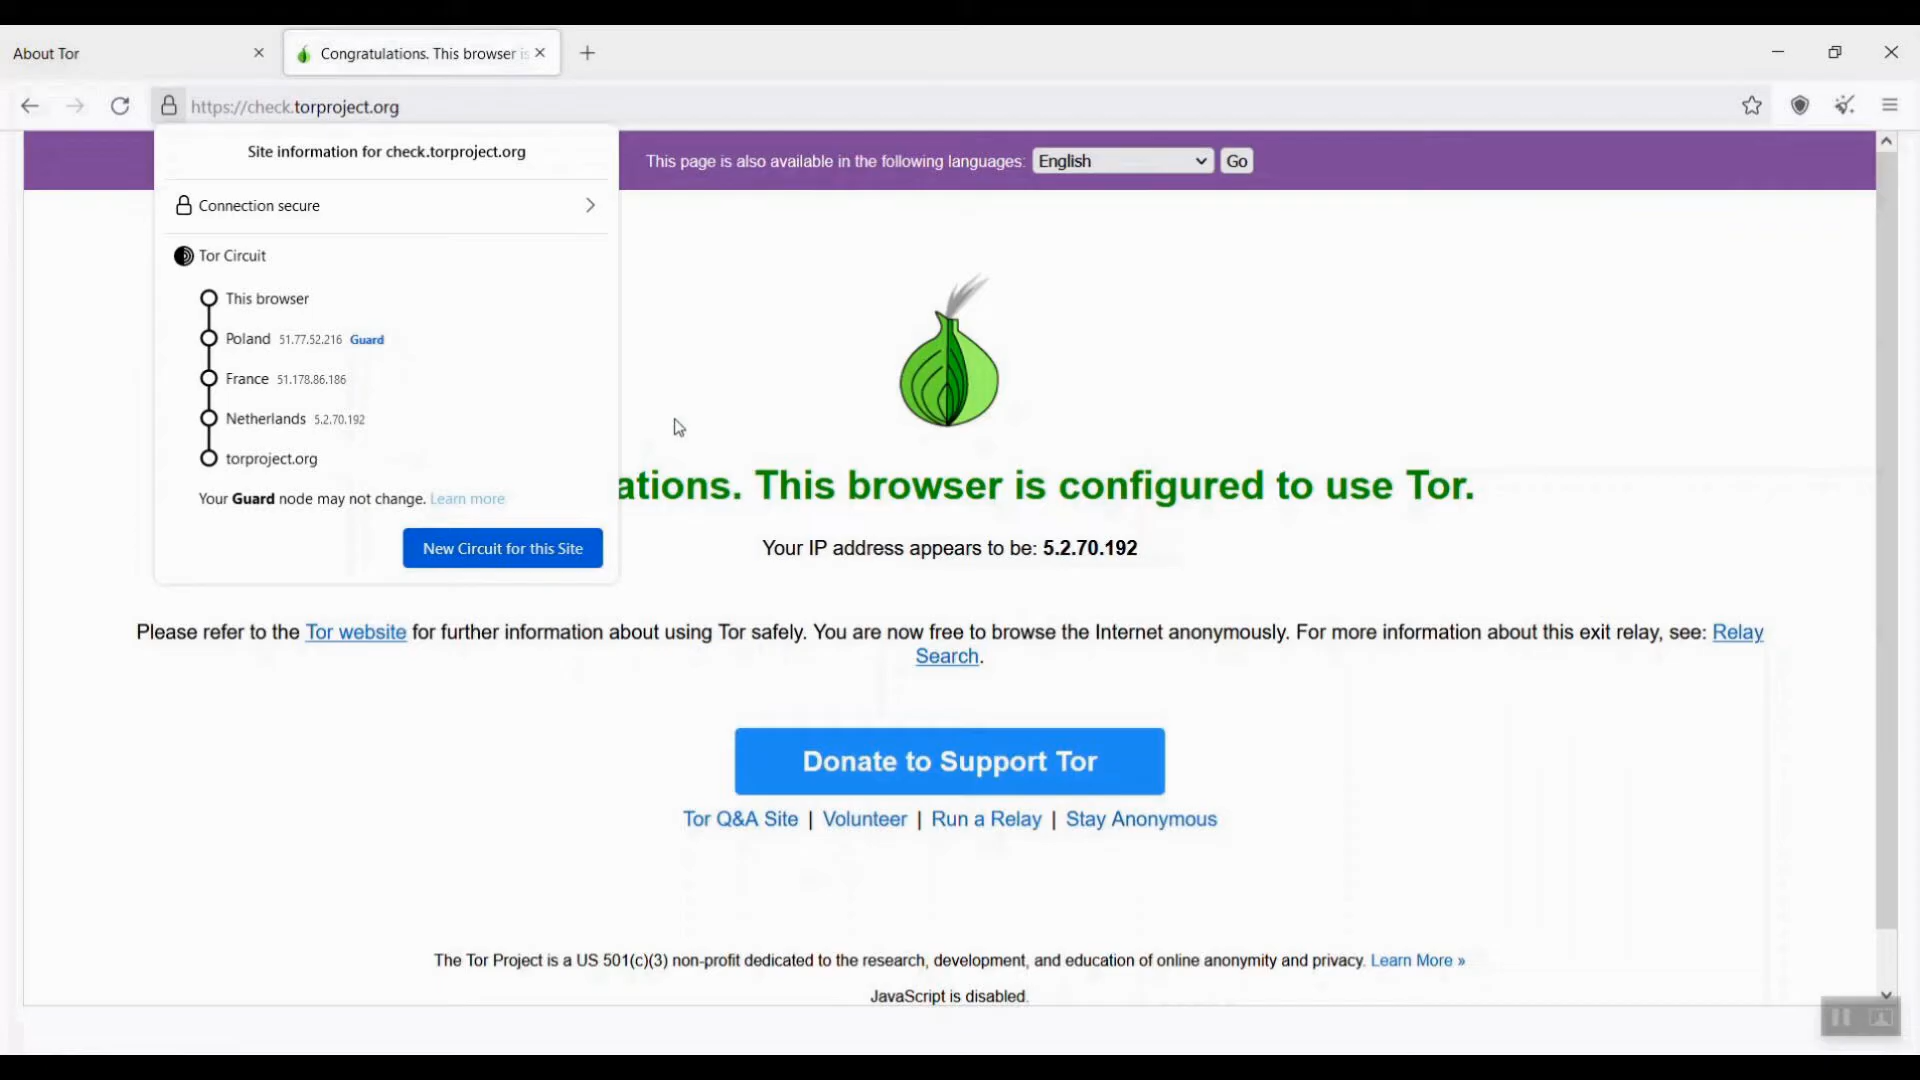 About Tor
Congratulations. This browser is
https://check.torproject.org
Site information for check.torproject.org
This page is also available in the following languages: English Go
Connection secure
Tor Circuit
This browser
Poland 51.77.52.216 Guard
France 51.178.86.186
Netherlands 5.2.70.192
torproject.org
Your Guard node may not change. Learn more
New Circuit for this Site
ations. This browser is configured to use Tor.
Your IP address appears to be: 5.2.70.192
Please refer to the Tor website for further information about using Tor safely. You are now free to browse the Internet anonymously. For more information about this exit relay, see: Relay
Search.
Donate to Support Tor
Tor Q&A Site | Volunteer | Run a Relay | Stay Anonymous
The Tor Project is a US 501(c)(3) non-profit dedicated to the research, development, and education of online anonymity and privacy. Learn More »
JavaScript is disabled.